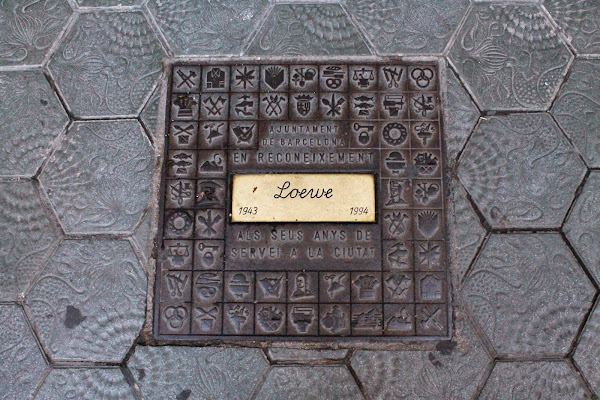 AJUNTAMENT
DE BARCELONA
EN RECONEIXEMENT
Loewe
1943 1994
ALS SEUS ANYS DE
SERVEI A LA CIUTAT